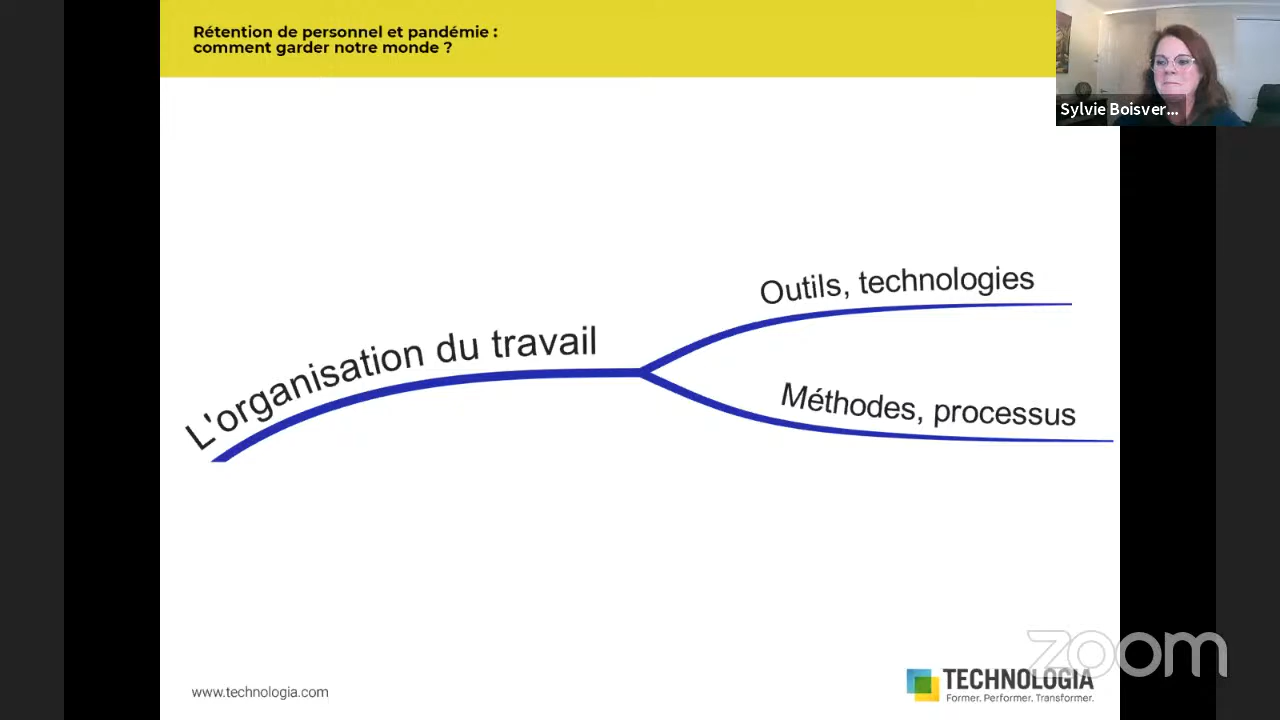 Rétention de personnel et pandémie :
comment garder notre monde ?
Sylvie Boisver...
Outils, technologies
L'organisation du travail
Méthodes, processus
zoom
www.technologia.com
TECHNOLOGIA
Former. Performer. Transformer.